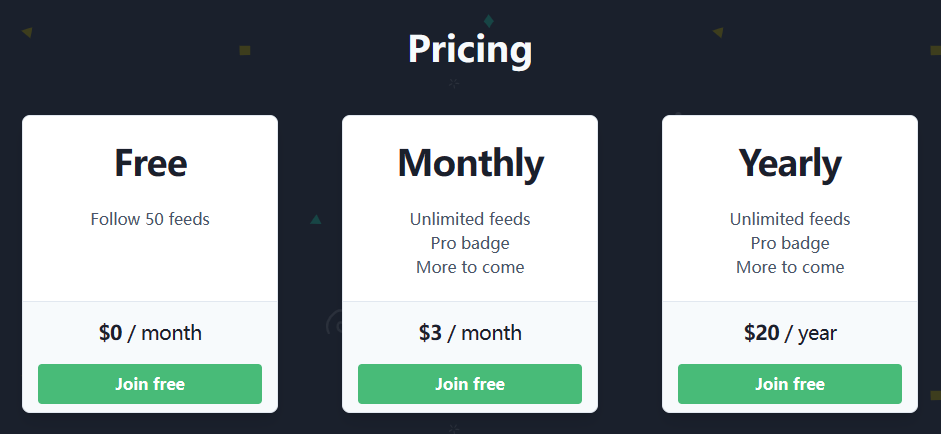 Pricing
Free
Follow 50 feeds
$0 / month
Join free
Monthly
Unlimited feeds
Pro badge
More to come
$3 / month
Join free
Yearly
Unlimited feeds
Pro badge
More to come
$20 / year
Join free